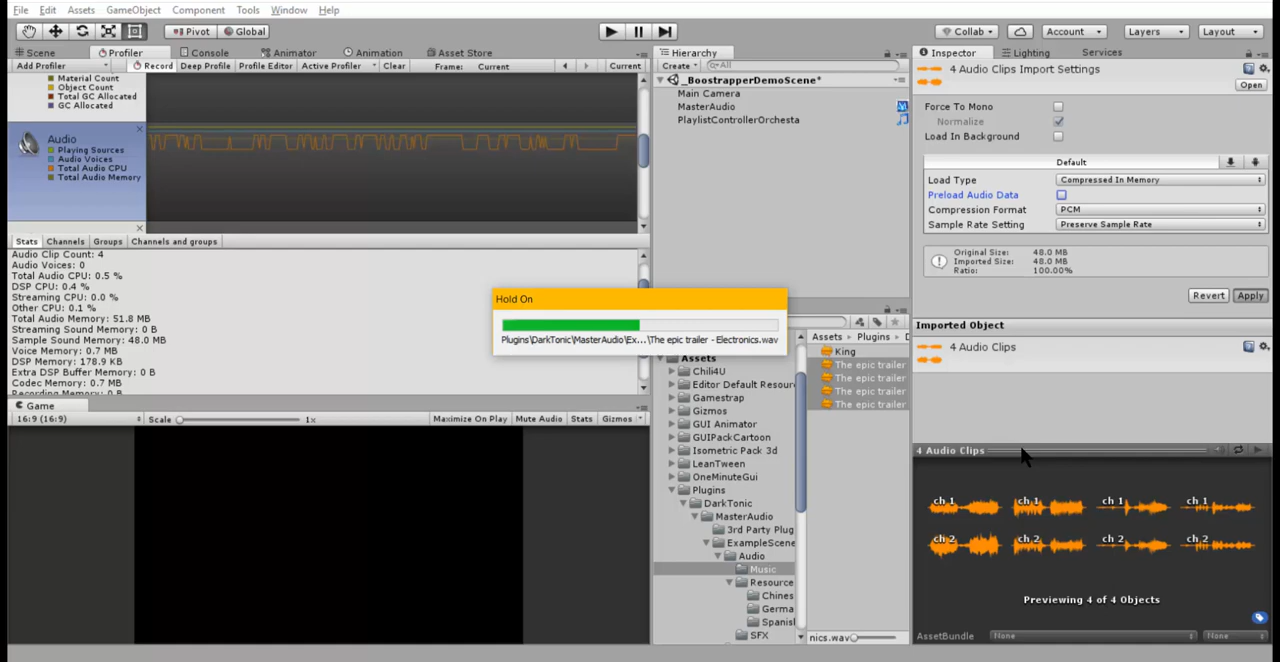 File Edit Assets GameObject Component Tools Window Help
Pivot Global Collab Account Layers Layout
Scene Profiler Console Animator Animation Asset Store
Add Profiler Record Deep Profile Profile Editor Active Profiler Clear Frame: Current Current
Material Count
Object Count
Total GC Allocated
GC Allocated
Audio
Playing Sources
Audio Voices
Total Audio CPU
Total Audio Memory
Stats Channels Groups Channels and groups
Audio Clip Count: 4
Audio Voices: 0
Total Audio CPU: 0.5 %
DSP CPU: 0.4 %
Streaming CPU: 0.0 %
Other CPU: 0.1 %
Total Audio Memory: 51.8 MB
Streaming Sound Memory: 0 B
Sample Sound Memory: 48.0 MB
Voice Memory: 0.7 MB
DSP Memory: 178.9 KB
Extra DSP Buffer Memory: 0 B
Codec Memory: 0.7 MB
Recording Memory: 0 B
Game
16:9 (16:9) Scale 1x Maximize On Play Mute Audio Stats Gizmos
Hierarchy
Create All
_BoostrapperDemoScene*
Main Camera
MasterAudio
PlaylistControllerOrchesta
Hold On
Plugins\DarkTonic\MasterAudio\Ex...\The epic trailer - Electronics.wav
Assets
Chili4U
Editor Default Resour
Gamestrap
Gizmos
GUI Animator
GUIPackCartoon
Isometric Pack 3d
LeanTween
OneMinuteGui
Plugins
DarkTonic
MasterAudio
3rd Party Plug
ExampleScene
Audio
Music
Resource
Chines
Germa
Spanis
SFX
Assets Plugins D
King
The epic trailer
The epic trailer
The epic trailer
The epic trailer
nics.wav
Inspector Lighting Services
4 Audio Clips Import Settings
Open
Force To Mono
Normalize
Load In Background
Default
Load Type Compressed In Memory
Preload Audio Data
Compression Format PCM
Sample Rate Setting Preserve Sample Rate
Original Size: 48.0 MB
Imported Size: 48.0 MB
Ratio: 100.00%
Revert Apply
Imported Object
4 Audio Clips
4 Audio Clips
ch 1 ch 1 ch 1 ch 1
ch 2 ch 2 ch 2 ch 2
Previewing 4 of 4 Objects
AssetBundle None None